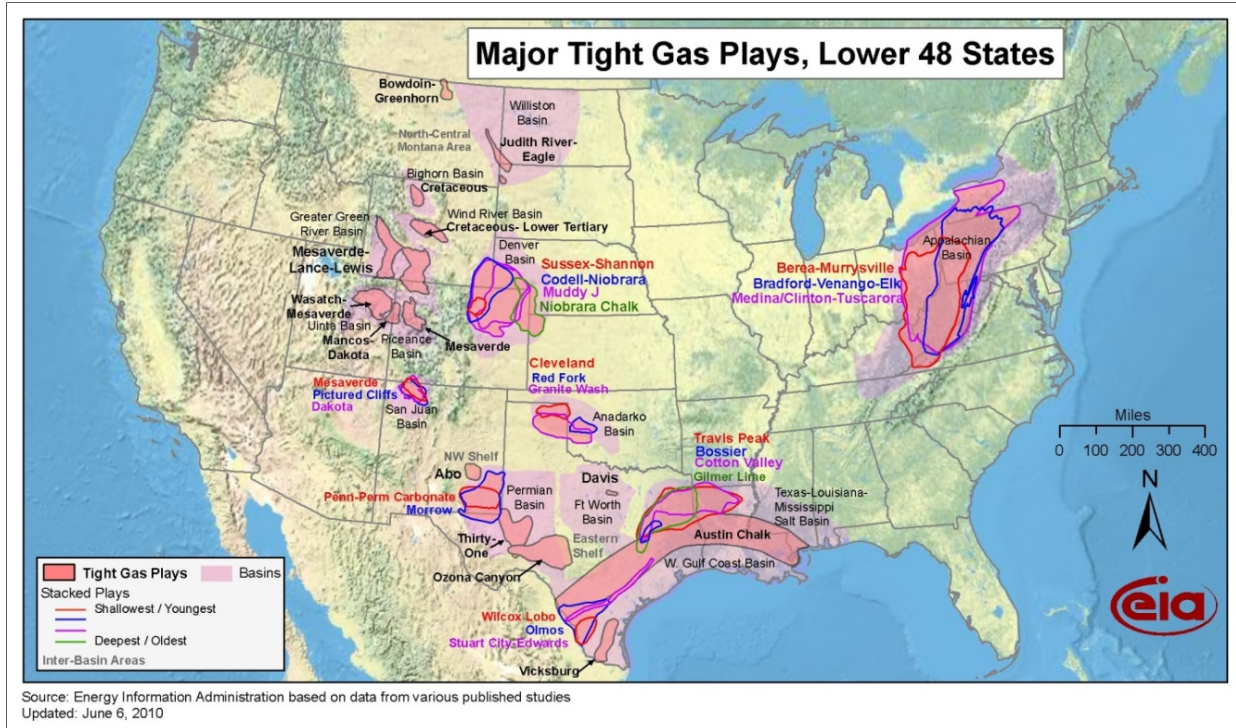 Major Tight Gas Plays, Lower 48 States
Bowdoin-
Greenhorn
Williston
Basin
North-Central
Montana Area
Judith River-
Eagle
Bighorn Basin
Cretaceous
Wind River Basin
Cretaceous- Lower Tertiary
Greater Green
River Basin
Mesaverde-
Lance-Lewis
Denver
Basin
Sussex-Shannon
Codell-Niobrara
Muddy J
Niobrara Chalk
Appalachian
Basin
Berea-Murrysville
Bradford-Venango-Elk
Medina/Clinton-Tuscarora
Wasatch-
Mesaverde
Uinta Basin
Mancos-
Dakota
Piceance
Basin
Mesaverde
Mesaverde
Pictured Cliffs
Dakota
San Juan
Basin
Cleveland
Red Fork
Granite Wash
Anadarko
Basin
Travis Peak
Bossier
Cotton Valley
Gilmer Lime
NW Shelf
Abo
Penn-Perm Carbonate
Morrow
Permian
Basin
Davis
Ft Worth
Basin
Texas-Louisiana-
Mississippi
Salt Basin
Thirty-
One
Eastern
Shelf
Austin Chalk
Ozona Canyon
W. Gulf Coast Basin
Wilcox Lobo
Olmos
Stuart City-Edwards
Vicksburg
Miles
0 100 200 300 400
N
eia
Tight Gas Plays
Basins
Stacked Plays
Shallowest / Youngest
Deepest / Oldest
Inter-Basin Areas
Source: Energy Information Administration based on data from various published studies
Updated: June 6, 2010